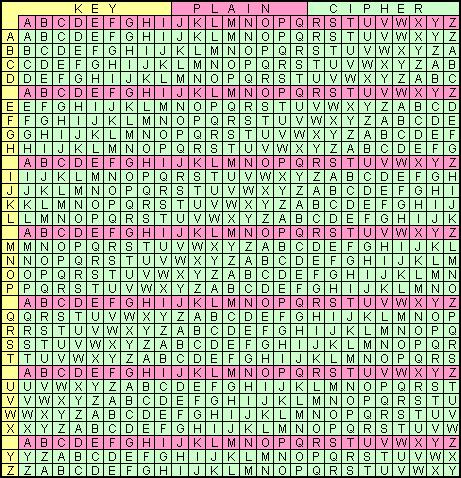 KEY PLAIN CIPHER
A B C D E F G H I J K L M N O P Q R S T U V W X Y Z
A A B C D E F G H I J K L M N O P Q R S T U V W X Y Z
B B C D E F G H I J K L M N O P Q R S T U V W X Y Z A
C C D E F G H I J K L M N O P Q R S T U V W X Y Z A B
D D E F G H I J K L M N O P Q R S T U V W X Y Z A B C
A B C D E F G H I J K L M N O P Q R S T U V W X Y Z
E E F G H I J K L M N O P Q R S T U V W X Y Z A B C D
F F G H I J K L M N O P Q R S T U V W X Y Z A B C D E
G G H I J K L M N O P Q R S T U V W X Y Z A B C D E F
H H I J K L M N O P Q R S T U V W X Y Z A B C D E F G
A B C D E F G H I J K L M N O P Q R S T U V W X Y Z
I I J K L M N O P Q R S T U V W X Y Z A B C D E F G H
J J K L M N O P Q R S T U V W X Y Z A B C D E F G H I
K K L M N O P Q R S T U V W X Y Z A B C D E F G H I J
L L M N O P Q R S T U V W X Y Z A B C D E F G H I J K
A B C D E F G H I J K L M N O P Q R S T U V W X Y Z
M M N O P Q R S T U V W X Y Z A B C D E F G H I J K L
N N O P Q R S T U V W X Y Z A B C D E F G H I J K L M
O O P Q R S T U V W X Y Z A B C D E F G H I J K L M N
P P Q R S T U V W X Y Z A B C D E F G H I J K L M N O
A B C D E F G H I J K L M N O P Q R S T U V W X Y Z
Q Q R S T U V W X Y Z A B C D E F G H I J K L M N O P
R R S T U V W X Y Z A B C D E F G H I J K L M N O P Q
S S T U V W X Y Z A B C D E F G H I J K L M N O P Q R
T T U V W X Y Z A B C D E F G H I J K L M N O P Q R S
A B C D E F G H I J K L M N O P Q R S T U V W X Y Z
U U V W X Y Z A B C D E F G H I J K L M N O P Q R S T
V V W X Y Z A B C D E F G H I J K L M N O P Q R S T U
W W X Y Z A B C D E F G H I J K L M N O P Q R S T U V
X X Y Z A B C D E F G H I J K L M N O P Q R S T U V W
A B C D E F G H I J K L M N O P Q R S T U V W X Y Z
Y Y Z A B C D E F G H I J K L M N O P Q R S T U V W X
Z Z A B C D E F G H I J K L M N O P Q R S T U V W X Y